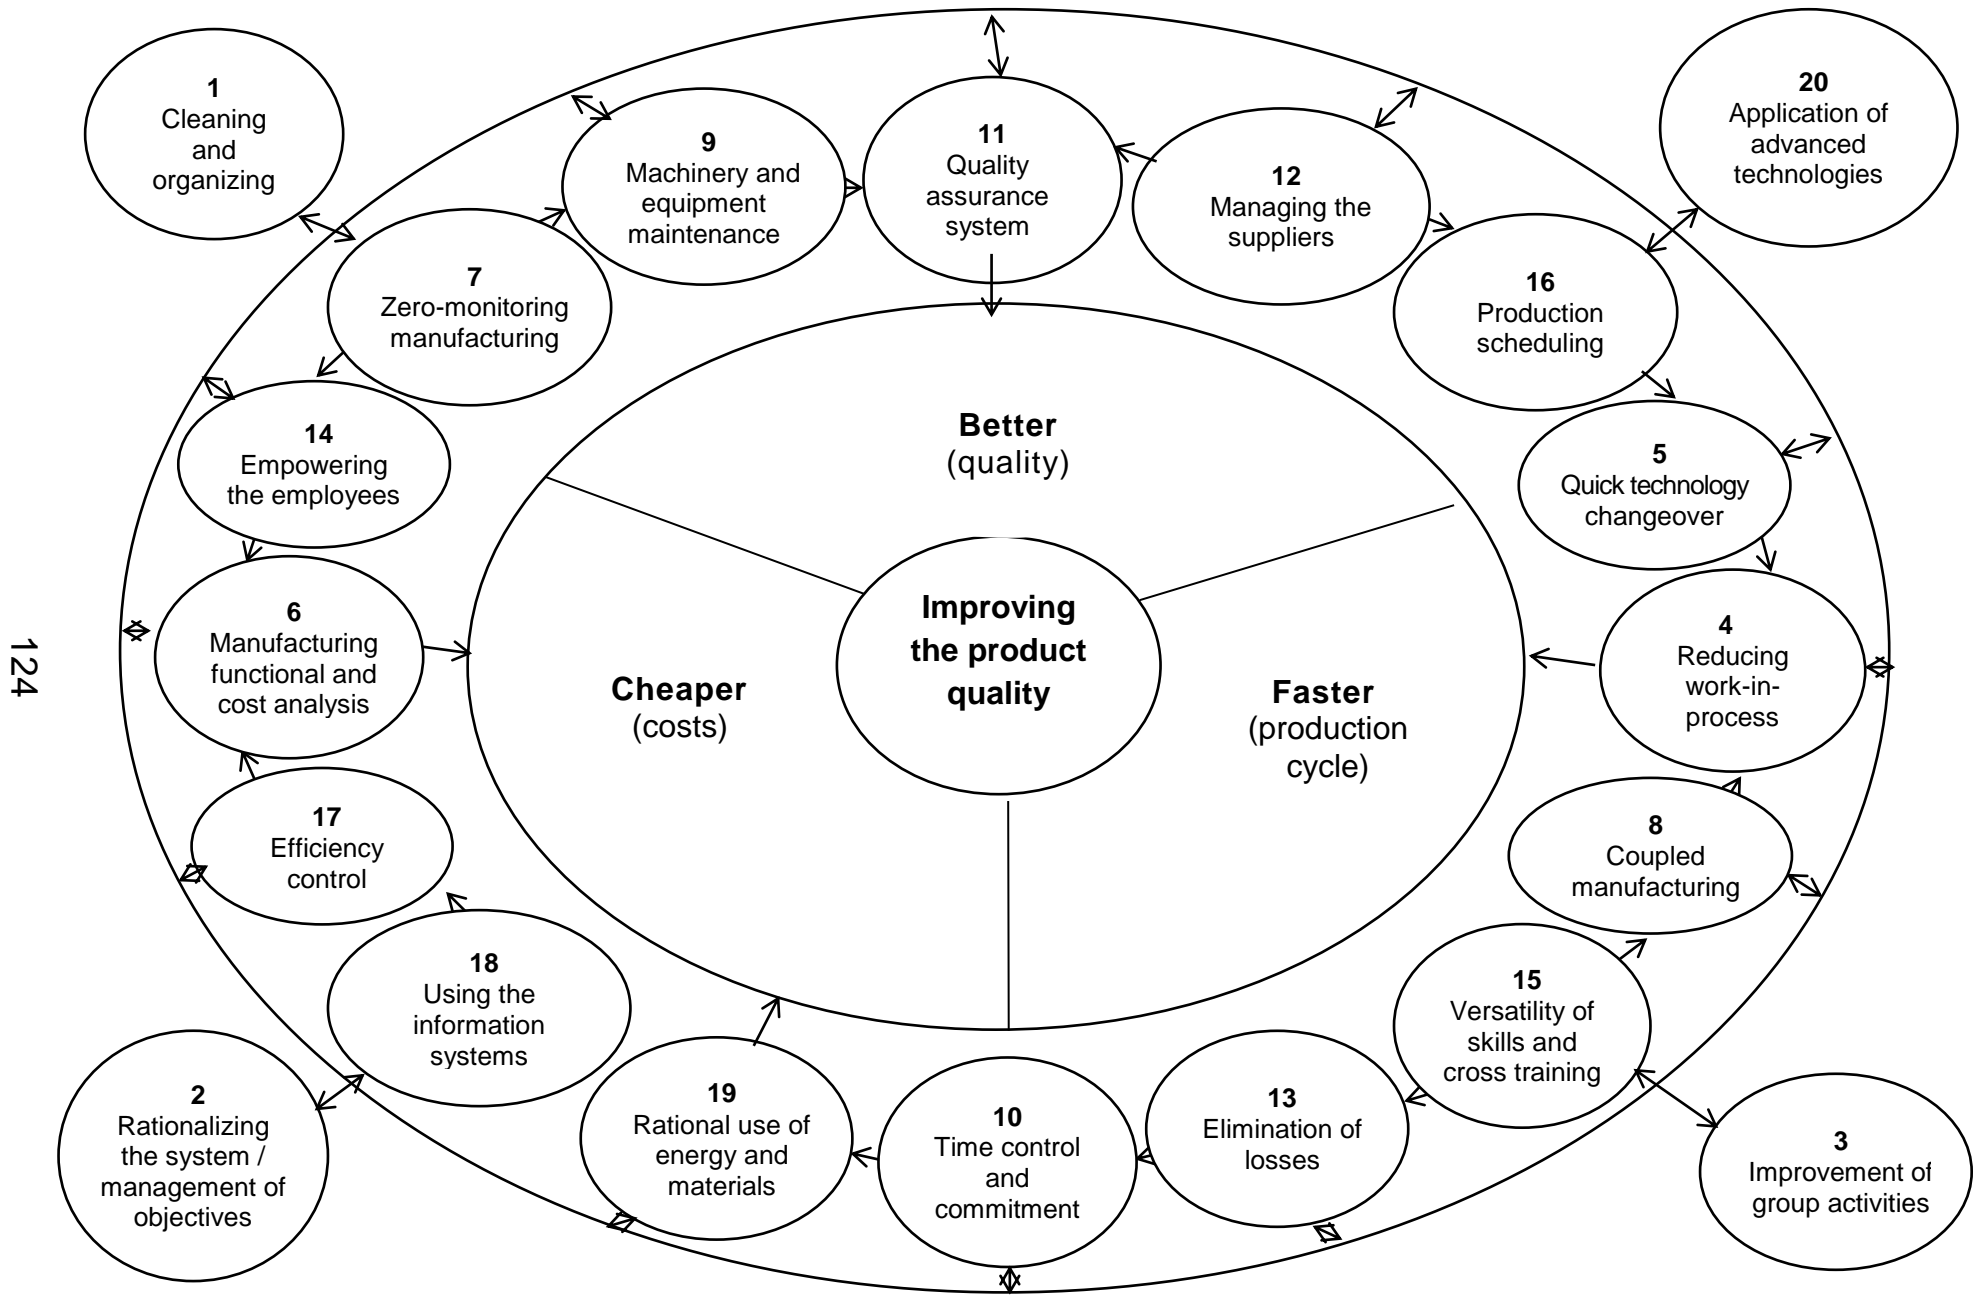 1
Cleaning
and
organizing
9
Machinery and
equipment
maintenance
11
Quality
assurance
system
12
Managing the
suppliers
20
Application of
advanced
technologies
7
Zero-monitoring
manufacturing
16
Production
scheduling
14
Empowering
the employees
5
Quick technology
changeover
Better
(quality)
6
Manufacturing
functional and
cost analysis
Improving
the product
quality
Cheaper
(costs)
Faster
(production
cycle)
4
Reducing
work-in-
process
124
17
Efficiency
control
8
Coupled
manufacturing
18
Using the
information
systems
15
Versatility of
skills and
cross training
2
Rationalizing
the system /
management of
objectives
19
Rational use of
energy and
materials
10
Time control
and
commitment
13
Elimination of
losses
3
Improvement of
group activities